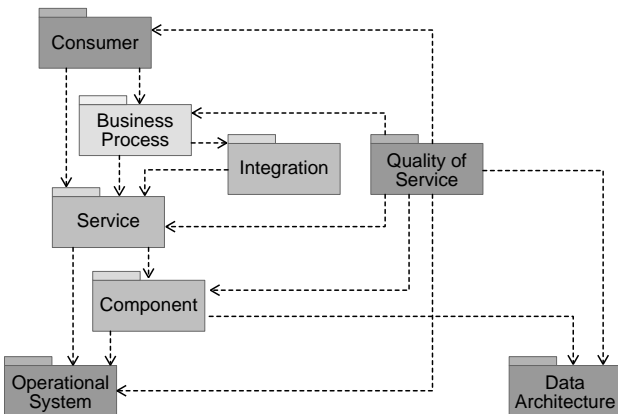 Consumer
Business
Process
Integration
Quality of
Service
Service
Component
Operational
System
Data
Architecture